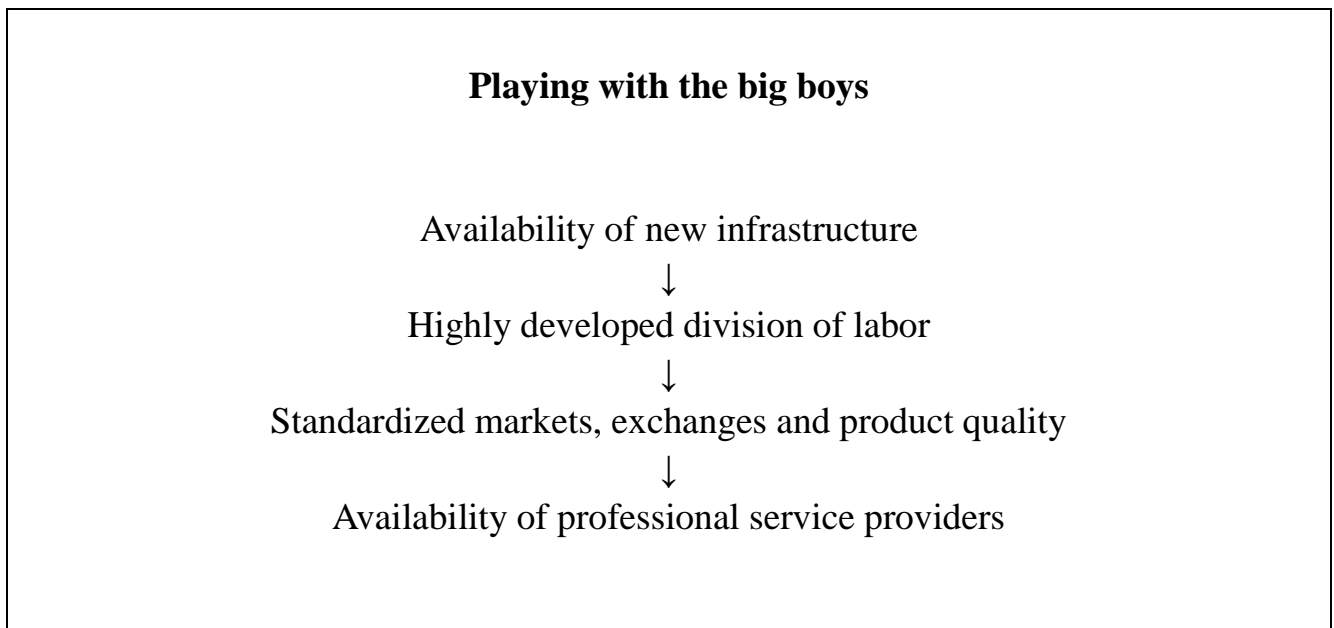 Playing with the big boys
Availability of new infrastructure
↓
Highly developed division of labor
↓
Standardized markets, exchanges and product quality
↓
Availability of professional service providers